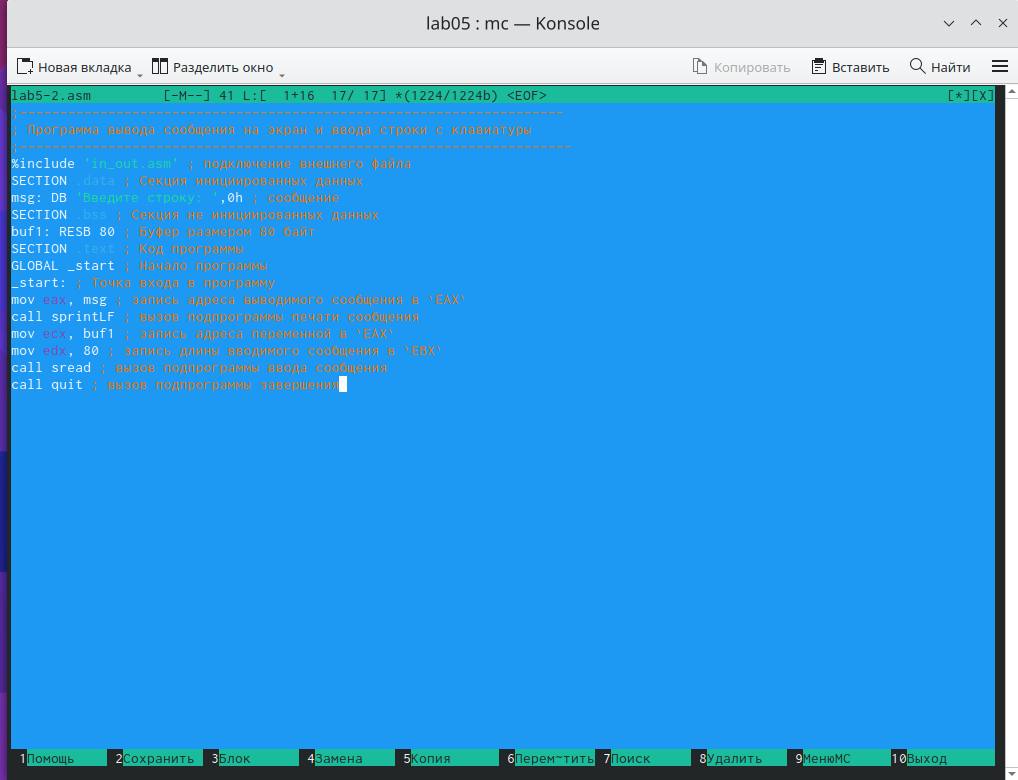 lab05 : mc — Konsole
Новая вкладка Разделить окно Копировать Вставить Найти
lab5-2.asm [-M--] 41 L:[ 1+16 17/ 17] *(1224/1224b) <EOF> [*][X]
;--------------------------------------------------------------------
; Программа вывода сообщения на экран и ввода строки с клавиатуры
;---------------------------------------------------------------------
%include 'in_out.asm' ; подключение внешнего файла
SECTION .data ; Секция инициированных данных
msg: DB 'Введите строку: ',0h ; сообщение
SECTION .bss ; Секция не инициированных данных
buf1: RESB 80 ; Буфер размером 80 байт
SECTION .text ; Код программы
GLOBAL _start ; Начало программы
_start: ; Точка входа в программу
mov eax, msg ; запись адреса выводимого сообщения в `EAX`
call sprintLF ; вызов подпрограммы печати сообщения
mov ecx, buf1 ; запись адреса переменной в `EAX`
mov edx, 80 ; запись длины вводимого сообщения в `EBX`
call sread ; вызов подпрограммы ввода сообщения
call quit ; вызов подпрограммы завершения
1Помощь 2Сохранить 3Блок 4Замена 5Копия 6Перем~тить 7Поиск 8Удалить 9МенюMC 10Выход